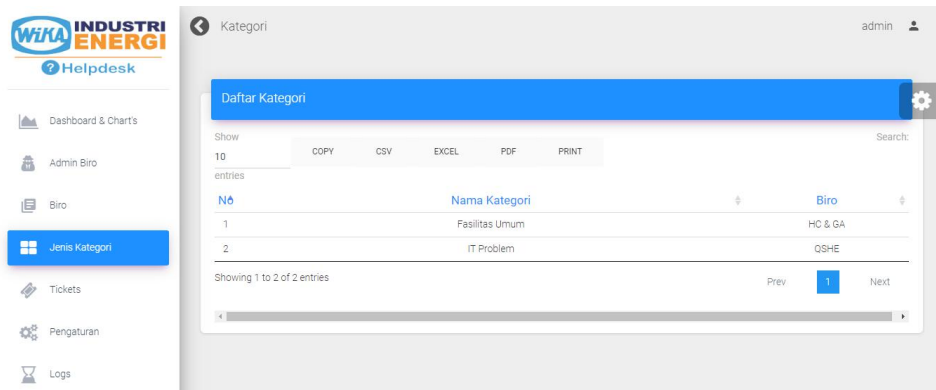 WIKA INDUSTRI ENERGI
? Helpdesk
Dashboard & Chart's
Admin Biro
Biro
Jenis Kategori
Tickets
Pengaturan
Logs
Kategori
admin
Daftar Kategori
Show
10
entries
COPY CSV EXCEL PDF PRINT
Search:
No Nama Kategori Biro
1 Fasilitas Umum HC & GA
2 IT Problem QSHE
Showing 1 to 2 of 2 entries
Prev 1 Next